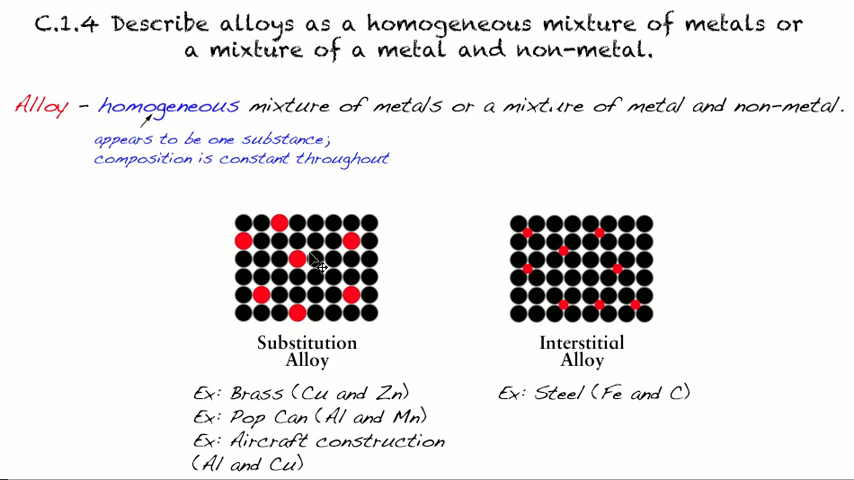 C.1.4 Describe alloys as a homogeneous mixture of metals or
a mixture of a metal and non-metal.
Alloy - homogeneous mixture of metals or a mixture of metal and non-metal.
appears to be one substance;
composition is constant throughout
Substitution
Alloy
Ex: Brass (Cu and Zn)
Ex: Pop Can (Al and Mn)
Ex: Aircraft construction
(Al and Cu)
Interstitial
Alloy
Ex: Steel (Fe and C)